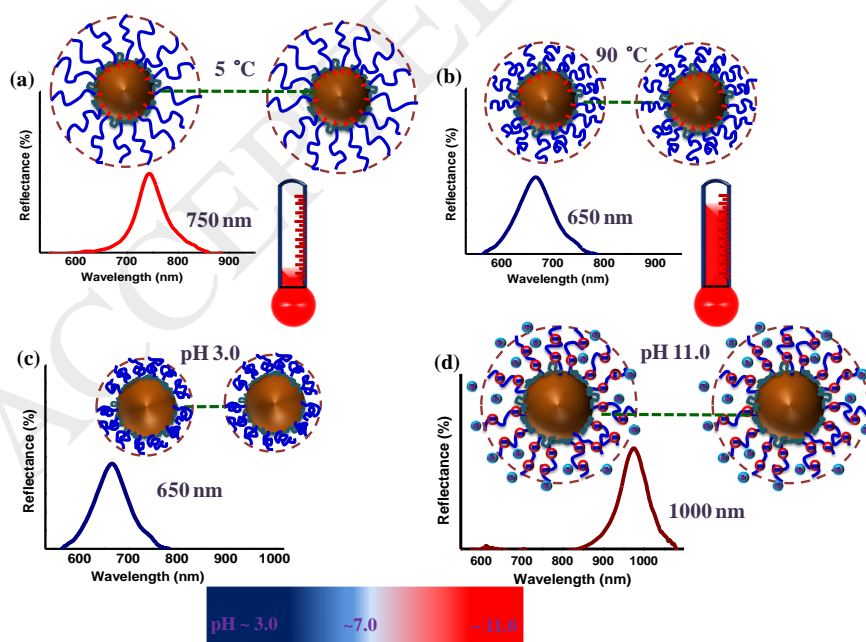 (a)
5 °C
Reflectance (%)
750 nm
600 700 800 900
Wavelength (nm)
(b)
90 °C
Reflectance (%)
650 nm
600 700 800 900
Wavelength (nm)
(c)
pH 3.0
Reflectance (%)
650 nm
600 700 800 900 1000
Wavelength (nm)
(d)
pH 11.0
Reflectance (%)
1000 nm
600 700 800 900 1000
Wavelength (nm)
pH ~ 3.0 ~7.0 ~ 11.0